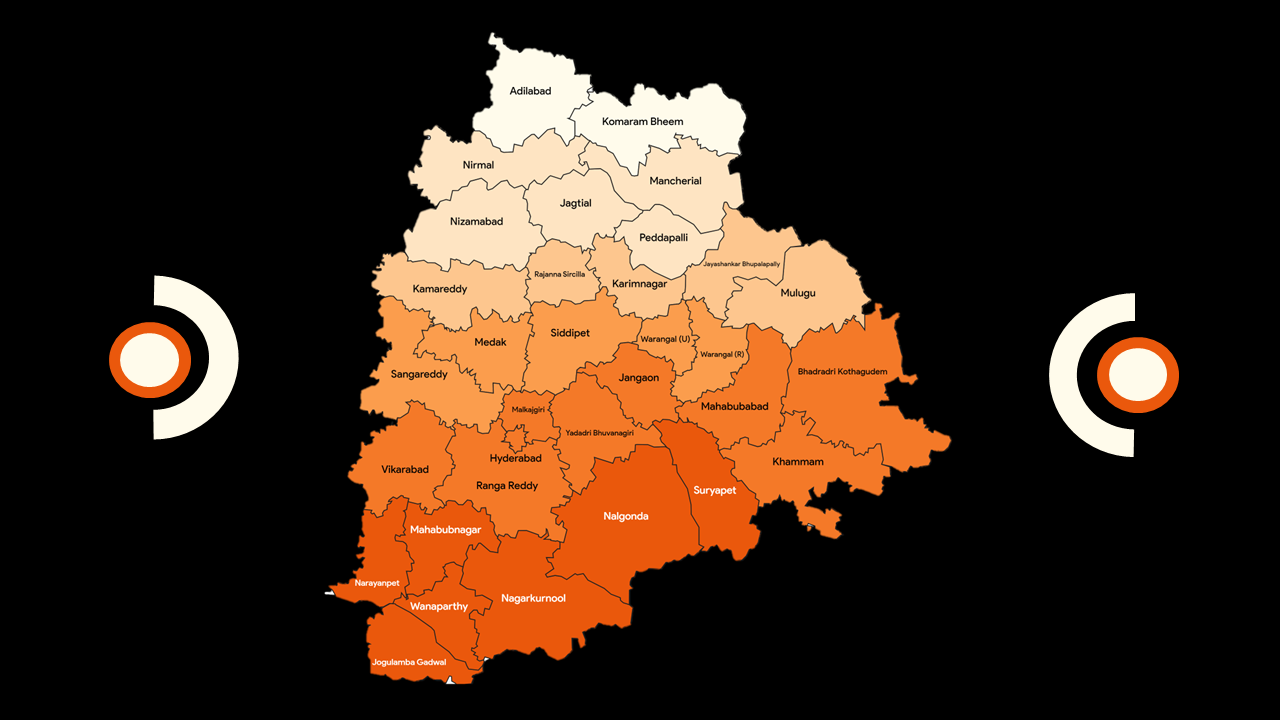 Adilabad
Komaram Bheem
Nirmal
Mancherial
Jagtial
Nizamabad
Peddapalli
Jayashankar Bhupalapally
Rajanna Sircilla
Karimnagar
Kamareddy
Mulugu
Siddipet
Warangal (U)
Medak
Warangal (R)
Sangareddy
Jangaon
Bhadradri Kothagudem
Malkajgiri
Mahabubabad
Yadadri Bhuvanagiri
Hyderabad
Khammam
Vikarabad
Ranga Reddy
Suryapet
Nalgonda
Mahabubnagar
Narayanpet
Nagarkurnool
Wanaparthy
Jogulamba Gadwal